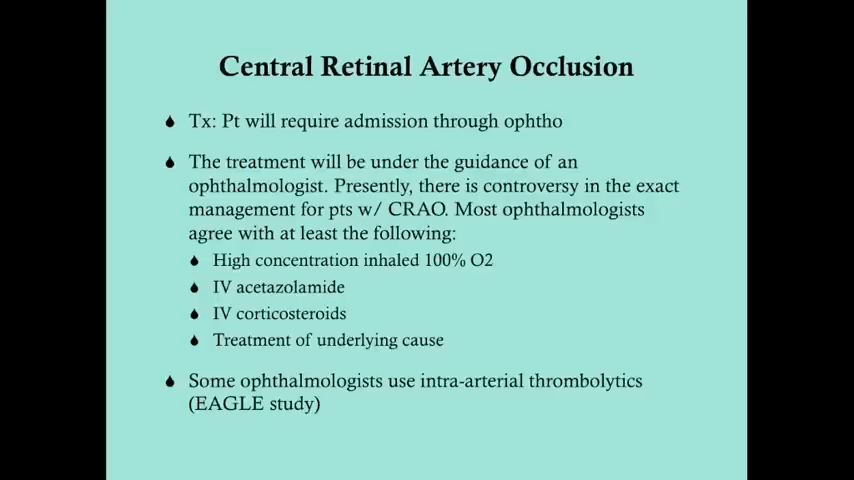 Central Retinal Artery Occlusion
Tx: Pt will require admission through ophtho
The treatment will be under the guidance of an
ophthalmologist. Presently, there is controversy in the exact
management for pts w/ CRAO. Most ophthalmologists
agree with at least the following:
High concentration inhaled 100% O2
IV acetazolamide
IV corticosteroids
Treatment of underlying cause
Some ophthalmologists use intra-arterial thrombolytics
(EAGLE study)